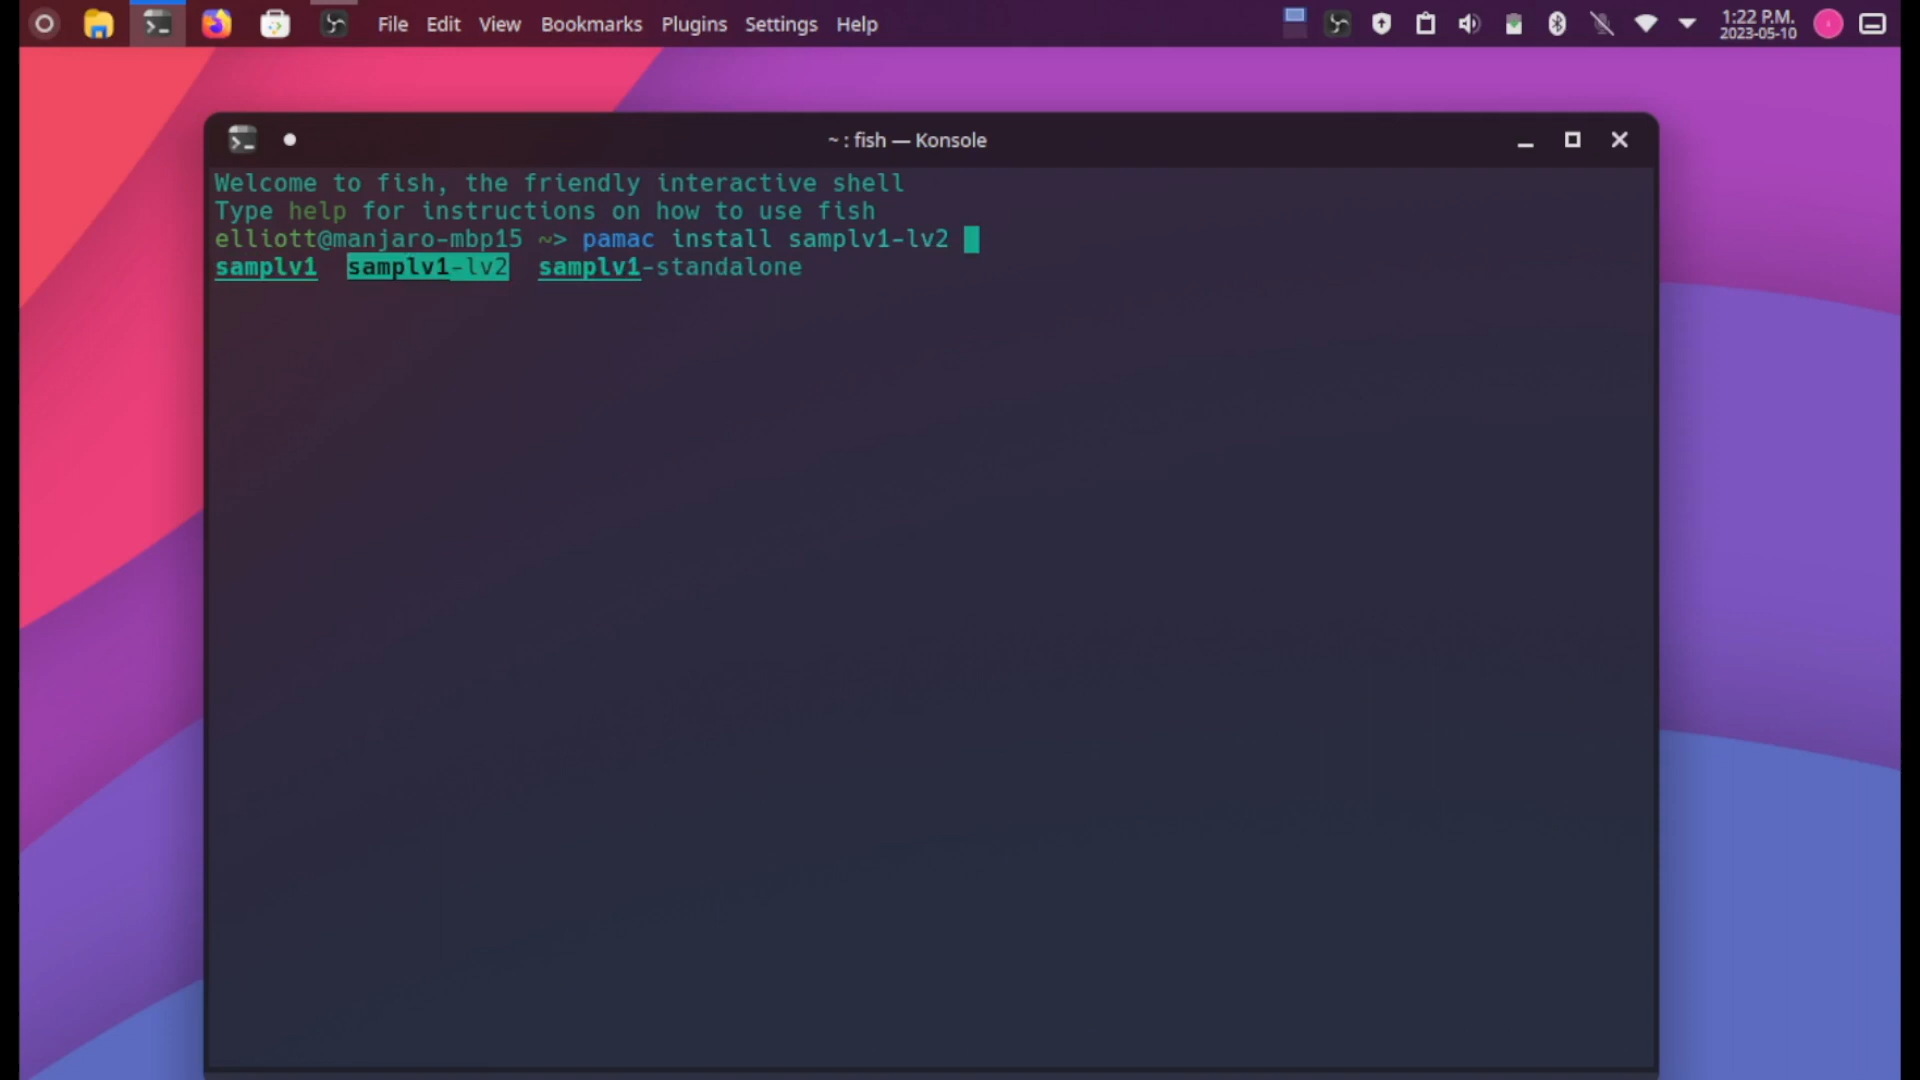 File Edit View Bookmarks Plugins Settings Help
1:22 P.M.
2023-05-10
~ : fish — Konsole
Welcome to fish, the friendly interactive shell
Type help for instructions on how to use fish
elliott@manjaro-mbp15 ~> pamac install samplv1-lv2
samplv1 samplv1-lv2 samplv1-standalone